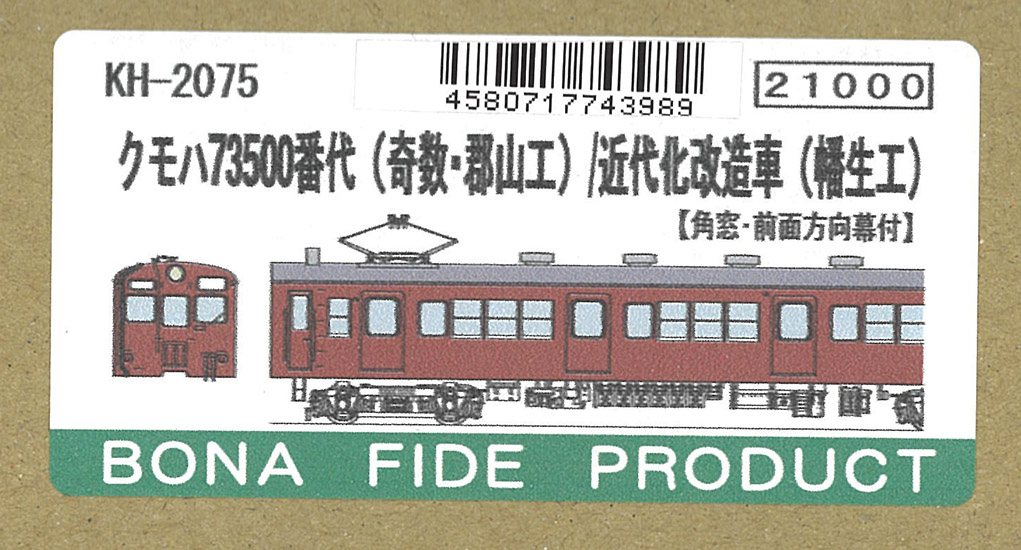 KH-2075
4580717743989
21000
クモハ73500番代（奇数・郡山工）/近代化改造車（幡生工）
【角窓・前面方向幕付】
BONA FIDE PRODUCT